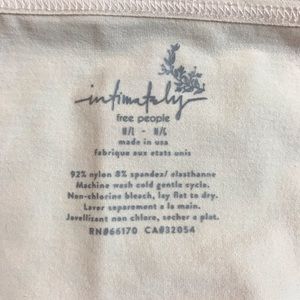 intimately
free people
M/L - M/L
made in usa
fabrique aux etats unis
92% nylon 8% spandex/ elasthanne
Machine wash cold gentle cycle.
Non-chlorine bleach, lay flat to dry.
Laver separement a la main.
Javellisant non chlore, secher a plat.
RN#66170 CA#32054